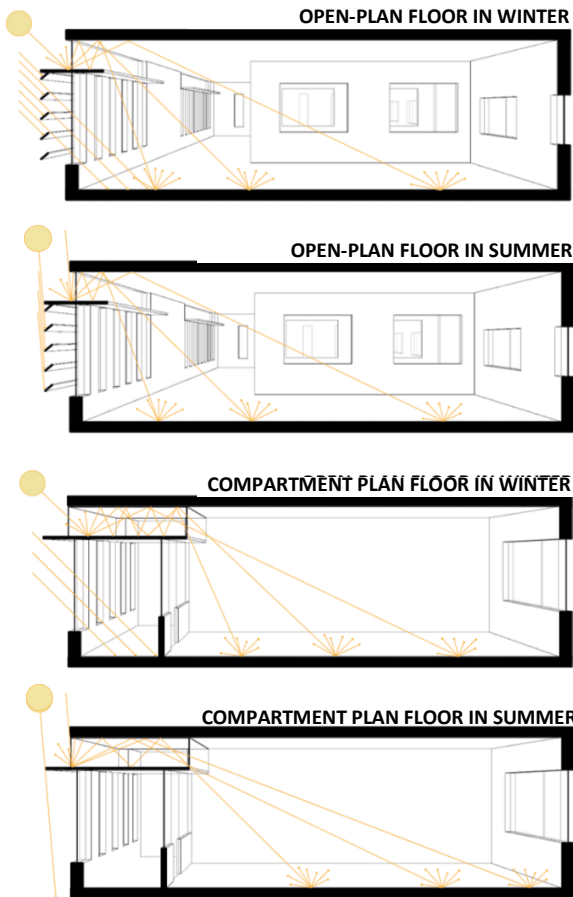 OPEN-PLAN FLOOR IN WINTER
OPEN-PLAN FLOOR IN SUMMER
COMPARTMENT PLAN FLOOR IN WINTER
COMPARTMENT PLAN FLOOR IN SUMMER